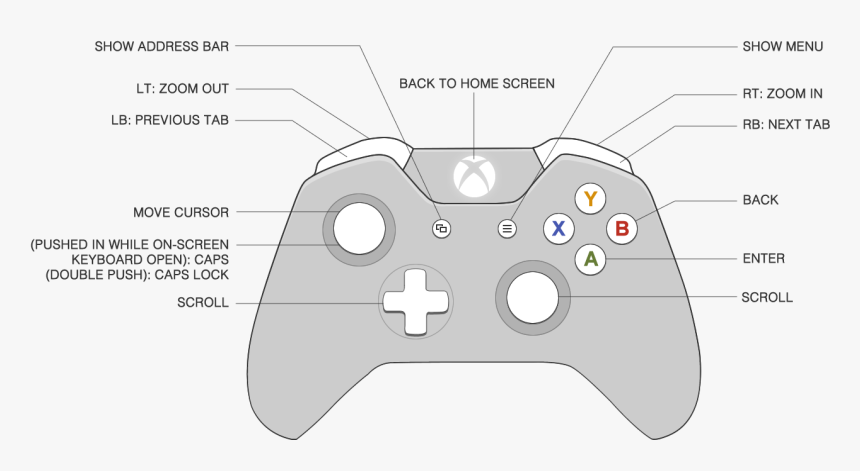 SHOW ADDRESS BAR
SHOW MENU
LT: ZOOM OUT
BACK TO HOME SCREEN
RT: ZOOM IN
LB: PREVIOUS TAB
RB: NEXT TAB
Y
BACK
MOVE CURSOR
X
B
(PUSHED IN WHILE ON-SCREEN
KEYBOARD OPEN): CAPS
(DOUBLE PUSH): CAPS LOCK
A
ENTER
SCROLL
SCROLL